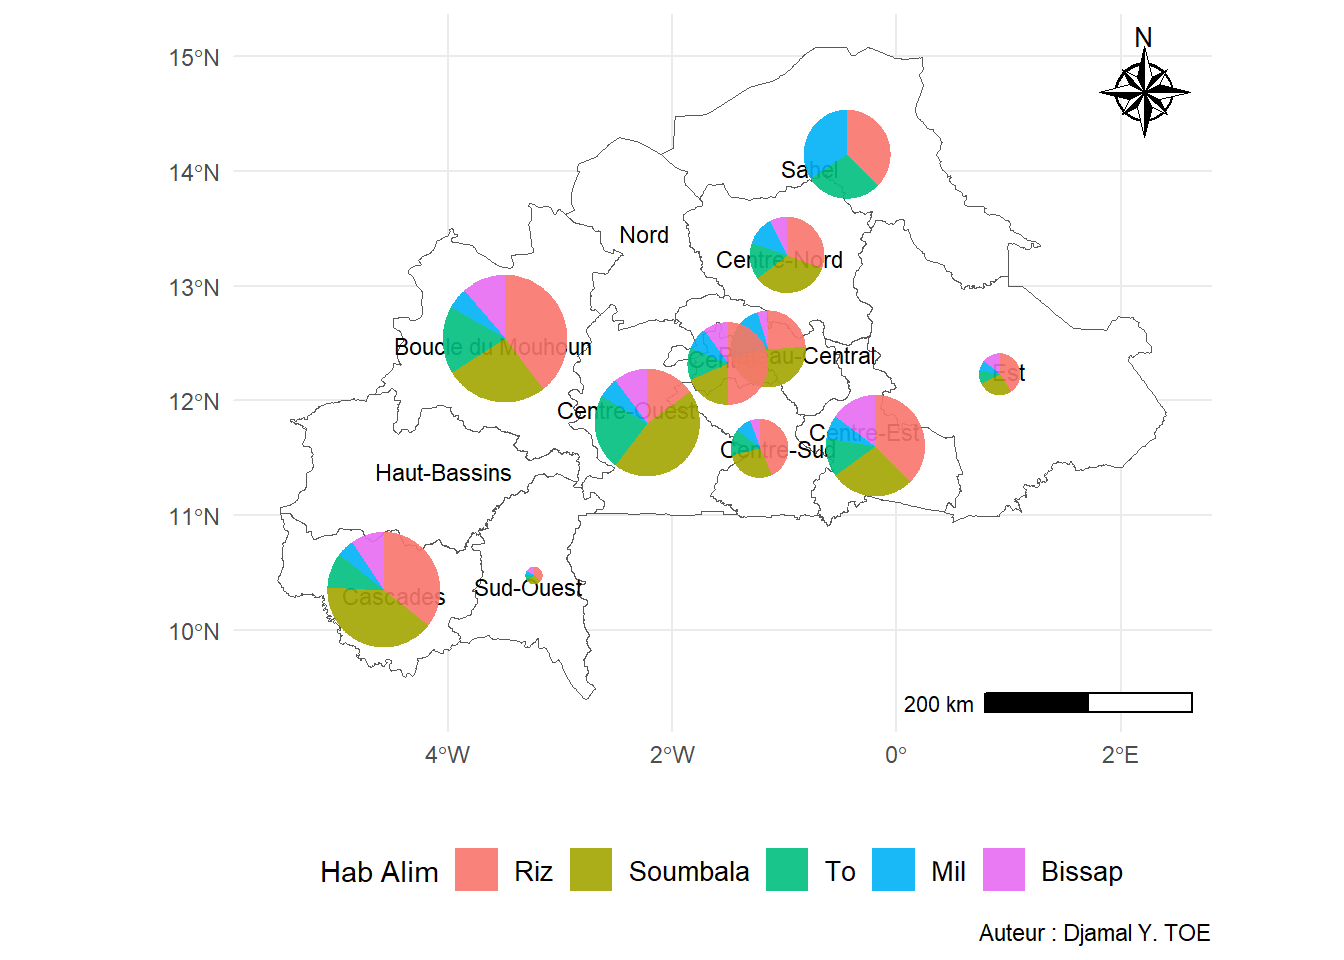 N
15°N
14°N
13°N
12°N
11°N
10°N
Sahel
Nord
Centre-Nord
Boucle du Mouhoun
Plateau-Central
Est
Centre-Ouest
Centre-Est
Centre-Sud
Haut-Bassins
Cascades
Sud-Ouest
200 km
4°W 2°W 0° 2°E
Hab Alim Riz Soumbala To Mil Bissap
Auteur : Djamal Y. TOE